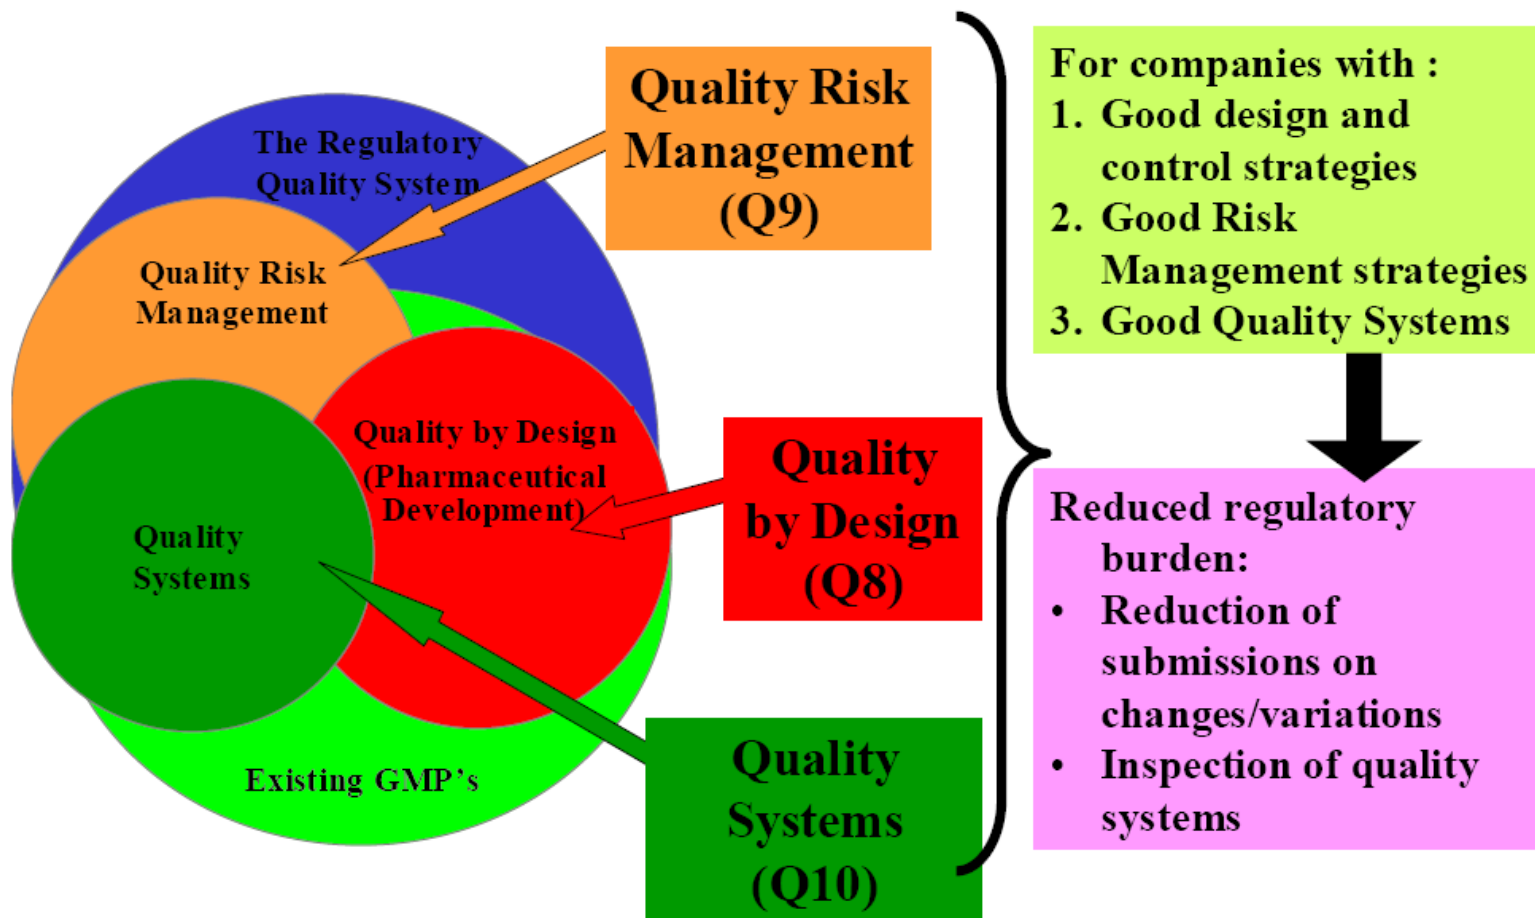 The Regulatory
Quality System
Quality Risk
Management
Quality by Design
(Pharmaceutical
Development)
Quality
Systems
Existing GMP's
Quality Risk
Management
(Q9)
Quality
by Design
(Q8)
Quality
Systems
(Q10)
For companies with :
1. Good design and
control strategies
2. Good Risk
Management strategies
3. Good Quality Systems
Reduced regulatory
burden:
• Reduction of
submissions on
changes/variations
• Inspection of quality
systems